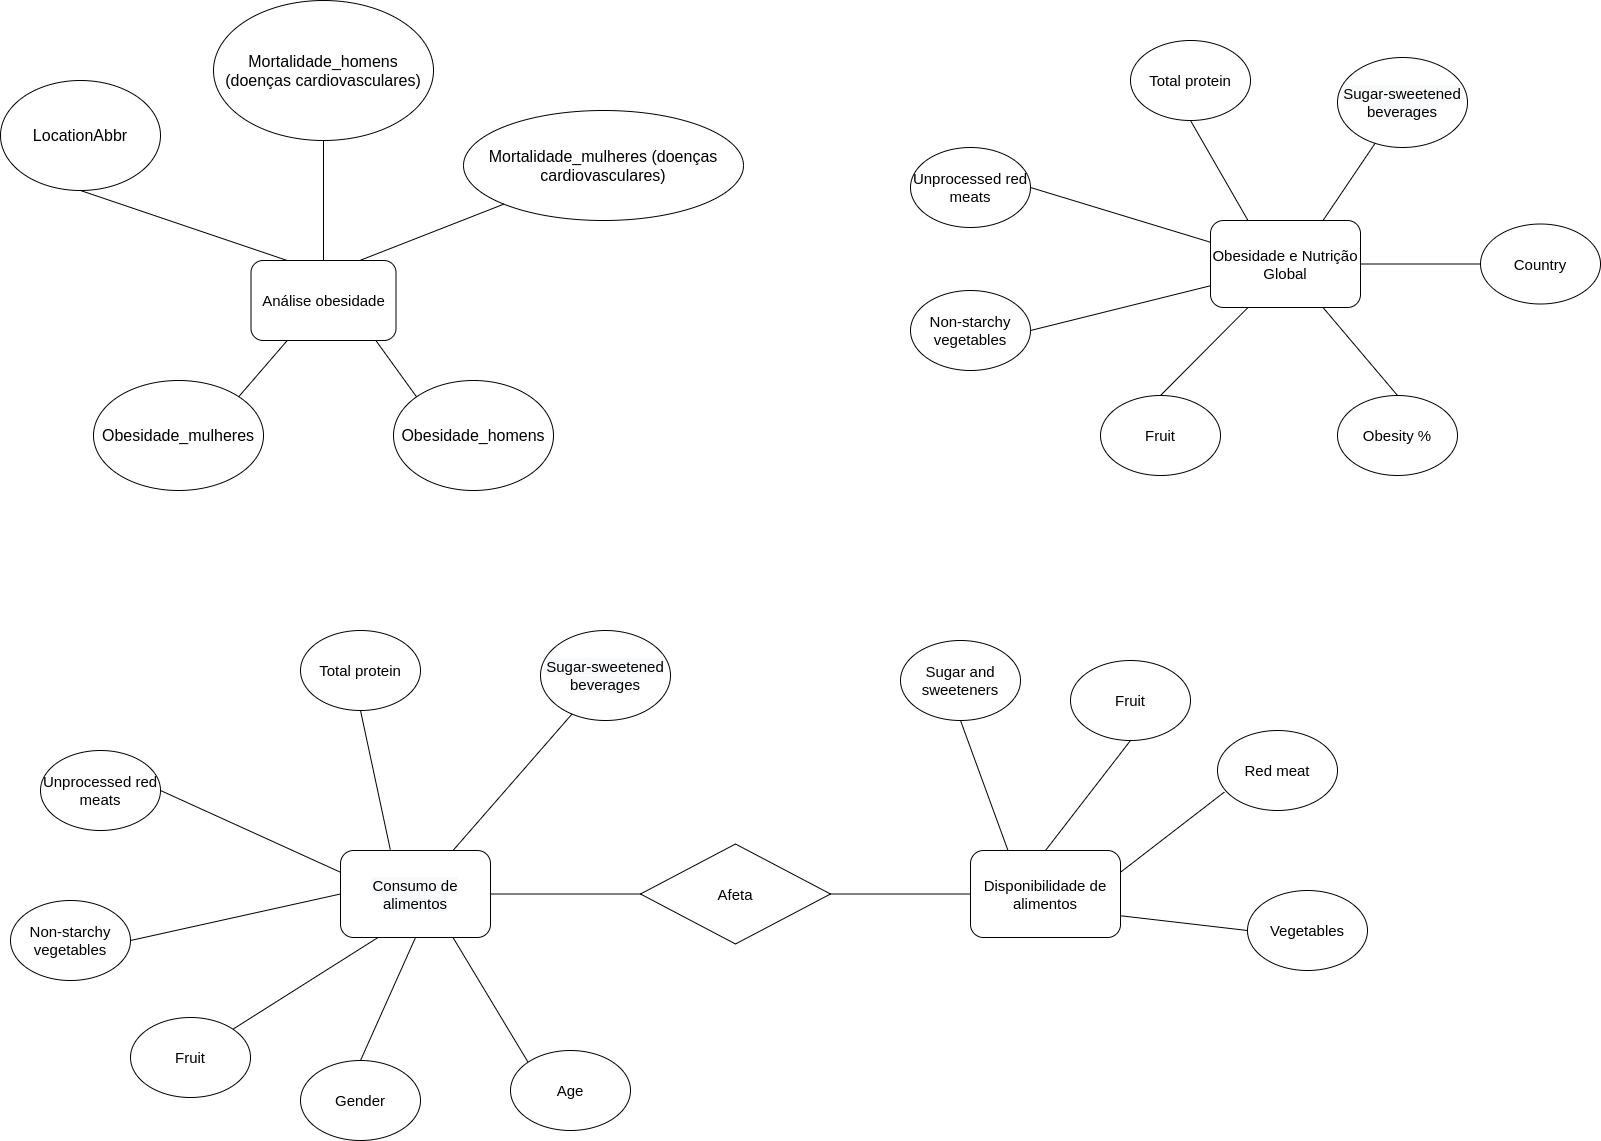 Mortalidade_homens
(doenças cardiovasculares)
LocationAbbr
Mortalidade_mulheres (doenças
cardiovasculares)
Análise obesidade
Obesidade_mulheres
Obesidade_homens
Total protein
Sugar-sweetened
beverages
Unprocessed red
meats
Obesidade e Nutrição
Global
Country
Non-starchy
vegetables
Fruit
Obesity %
Total protein
Sugar-sweetened
beverages
Unprocessed red
meats
Consumo de
alimentos
Non-starchy
vegetables
Fruit
Gender
Age
Afeta
Sugar and
sweeteners
Fruit
Red meat
Disponibilidade de
alimentos
Vegetables